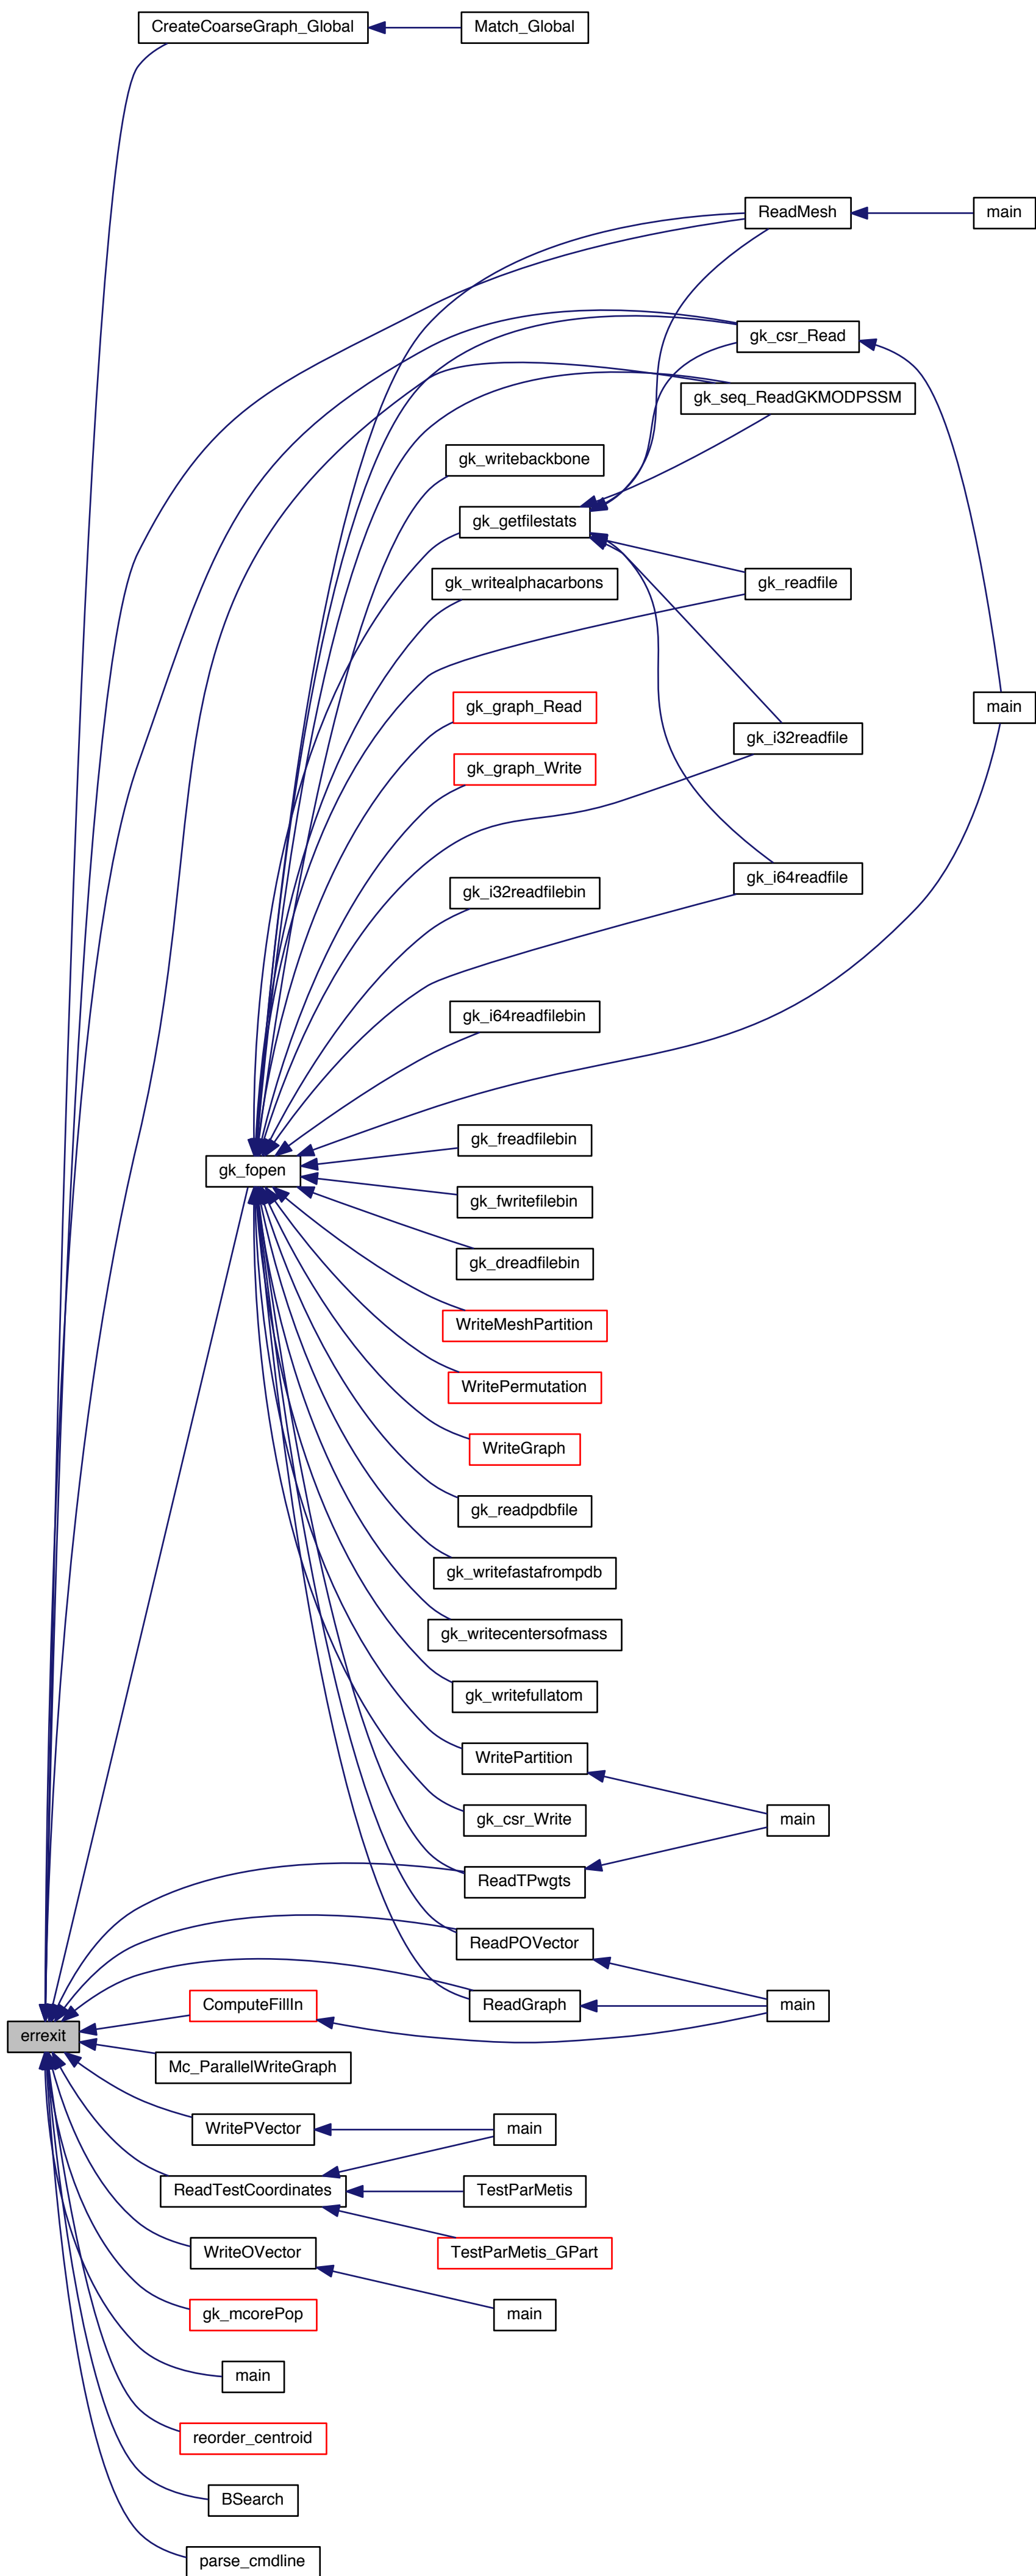 CreateCoarseGraph_Global
Match_Global
ReadMesh
main
gk_csr_Read
gk_seq_ReadGKMODPSSM
gk_writebackbone
gk_getfilestats
gk_writealphacarbons
gk_readfile
gk_graph_Read
main
gk_i32readfile
gk_graph_Write
gk_i64readfile
gk_i32readfilebin
gk_i64readfilebin
gk_freadfilebin
gk_fopen
gk_fwritefilebin
gk_dreadfilebin
WriteMeshPartition
WritePermutation
WriteGraph
gk_readpdbfile
gk_writefastafrompdb
gk_writecentersofmass
gk_writefullatom
WritePartition
gk_csr_Write
main
ReadTPwgts
ReadPOVector
ComputeFillIn
ReadGraph
main
errexit
Mc_ParallelWriteGraph
WritePVector
main
ReadTestCoordinates
TestParMetis
WriteOVector
TestParMetis_GPart
gk_mcorePop
main
main
reorder_centroid
BSearch
parse_cmdline